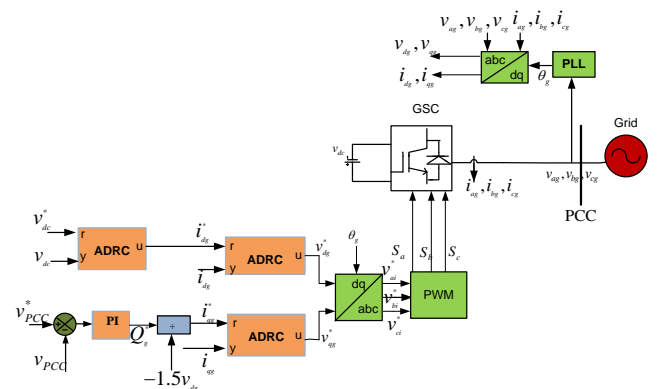 v_ag, v_bg, v_cg i_ag, i_bg, i_cg
v_dg, v_qg
abc
dq
PLL
θ_g
i_dg, i_qg
GSC
Grid
v_dc
i_ag, i_bg, i_cg
v_ag, v_bg, v_cg
PCC
v*_dc
r
ADRC
u
y
v_dc
i*_dg
r
ADRC
u
y
i_dg
v*_dg
θ_g
S_a
S_b
S_c
dq
abc
v*_ai
v*_bi
v*_ci
PWM
v*_PCC
v_PCC
PI
Q*_g
÷
-1.5v_dg
i*_qg
r
ADRC
u
y
i_qg
v*_qg